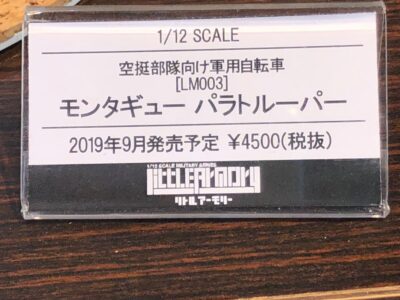 1/12 SCALE
空挺部隊向け軍用自転車
[LM003]
モンタギュー パラトルーパー
2019年9月発売予定 ¥4500(税抜)
1/12 SCALE MILITARY SERIES
LITTLEARMORY
リトルアーモリー